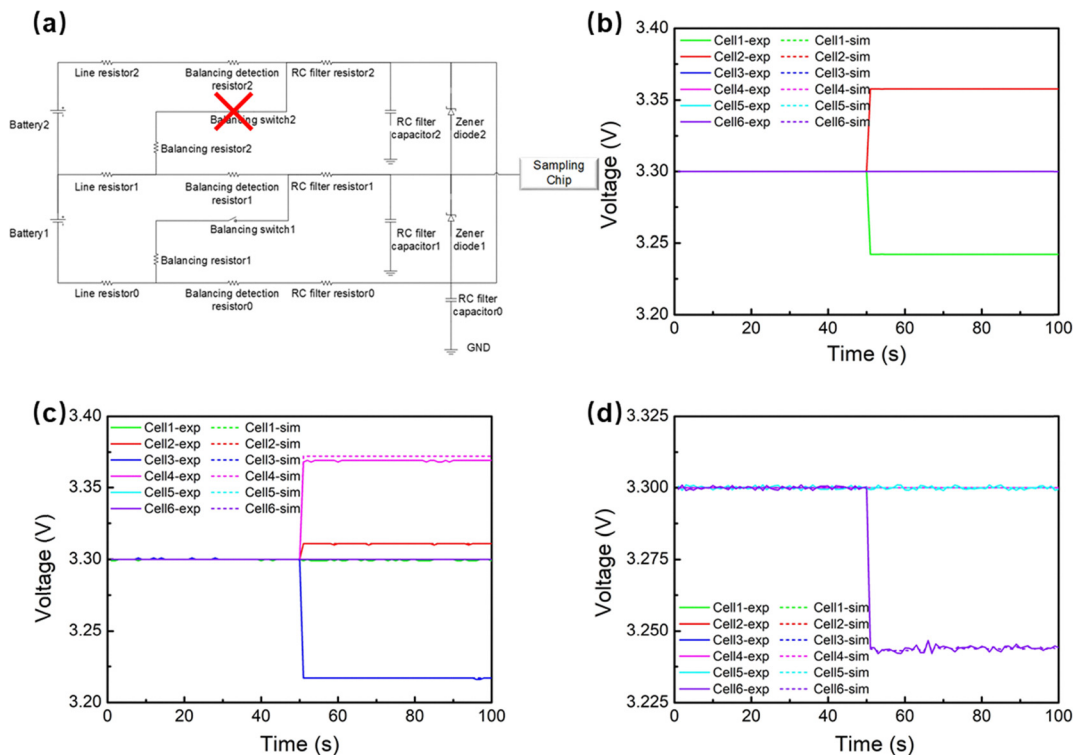 (a)
Line resistor2
Balancing detection
resistor2
RC filter resistor2
Battery2
Balancing switch2
RC filter
capacitor2
Zener
diode2
Balancing resistor2
Sampling
Chip
Line resistor1
Balancing detection
resistor1
RC filter resistor1
Battery1
Balancing switch1
RC filter
capacitor1
Zener
diode1
Balancing resistor1
Line resistor0
Balancing detection
resistor0
RC filter resistor0
RC filter
capacitor0
GND
(b)
3.40
3.35
3.30
3.25
3.20
Voltage (V)
Cell1-exp Cell1-sim
Cell2-exp Cell2-sim
Cell3-exp Cell3-sim
Cell4-exp Cell4-sim
Cell5-exp Cell5-sim
Cell6-exp Cell6-sim
0 20 40 60 80 100
Time (s)
(c)
3.40
3.35
3.30
3.25
3.20
Voltage (V)
Cell1-exp Cell1-sim
Cell2-exp Cell2-sim
Cell3-exp Cell3-sim
Cell4-exp Cell4-sim
Cell5-exp Cell5-sim
Cell6-exp Cell6-sim
0 20 40 60 80 100
Time (s)
(d)
3.325
3.300
3.275
3.250
3.225
Voltage (V)
Cell1-exp Cell1-sim
Cell2-exp Cell2-sim
Cell3-exp Cell3-sim
Cell4-exp Cell4-sim
Cell5-exp Cell5-sim
Cell6-exp Cell6-sim
0 20 40 60 80 100
Time (s)